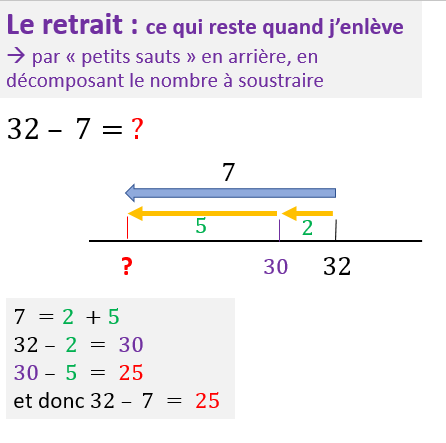 Le retrait : ce qui reste quand j’enlève
→ par « petits sauts » en arrière, en
décomposant le nombre à soustraire
32 – 7 = ?
7
5 2
? 30 32
7 = 2 + 5
32 – 2 = 30
30 – 5 = 25
et donc 32 – 7 = 25